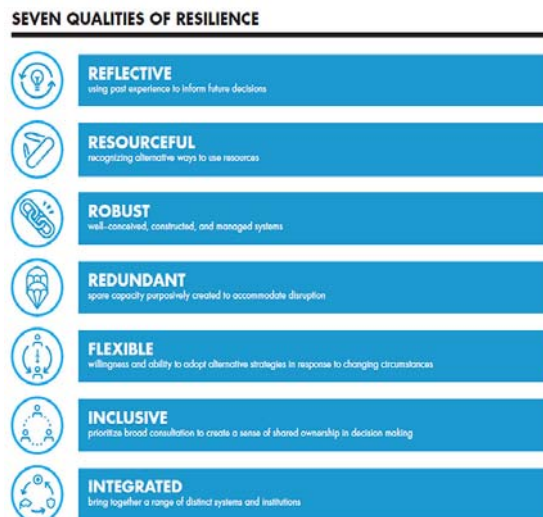 SEVEN QUALITIES OF RESILIENCE
REFLECTIVE
using past experience to inform future decisions
RESOURCEFUL
recognizing alternative ways to use resources
ROBUST
well-conceived, constructed, and managed systems
REDUNDANT
spare capacity purposively created to accommodate disruption
FLEXIBLE
willingness and ability to adopt alternative strategies in response to changing circumstances
INCLUSIVE
prioritize broad consultation to create a sense of shared ownership in decision making
INTEGRATED
bring together a range of distinct systems and institutions